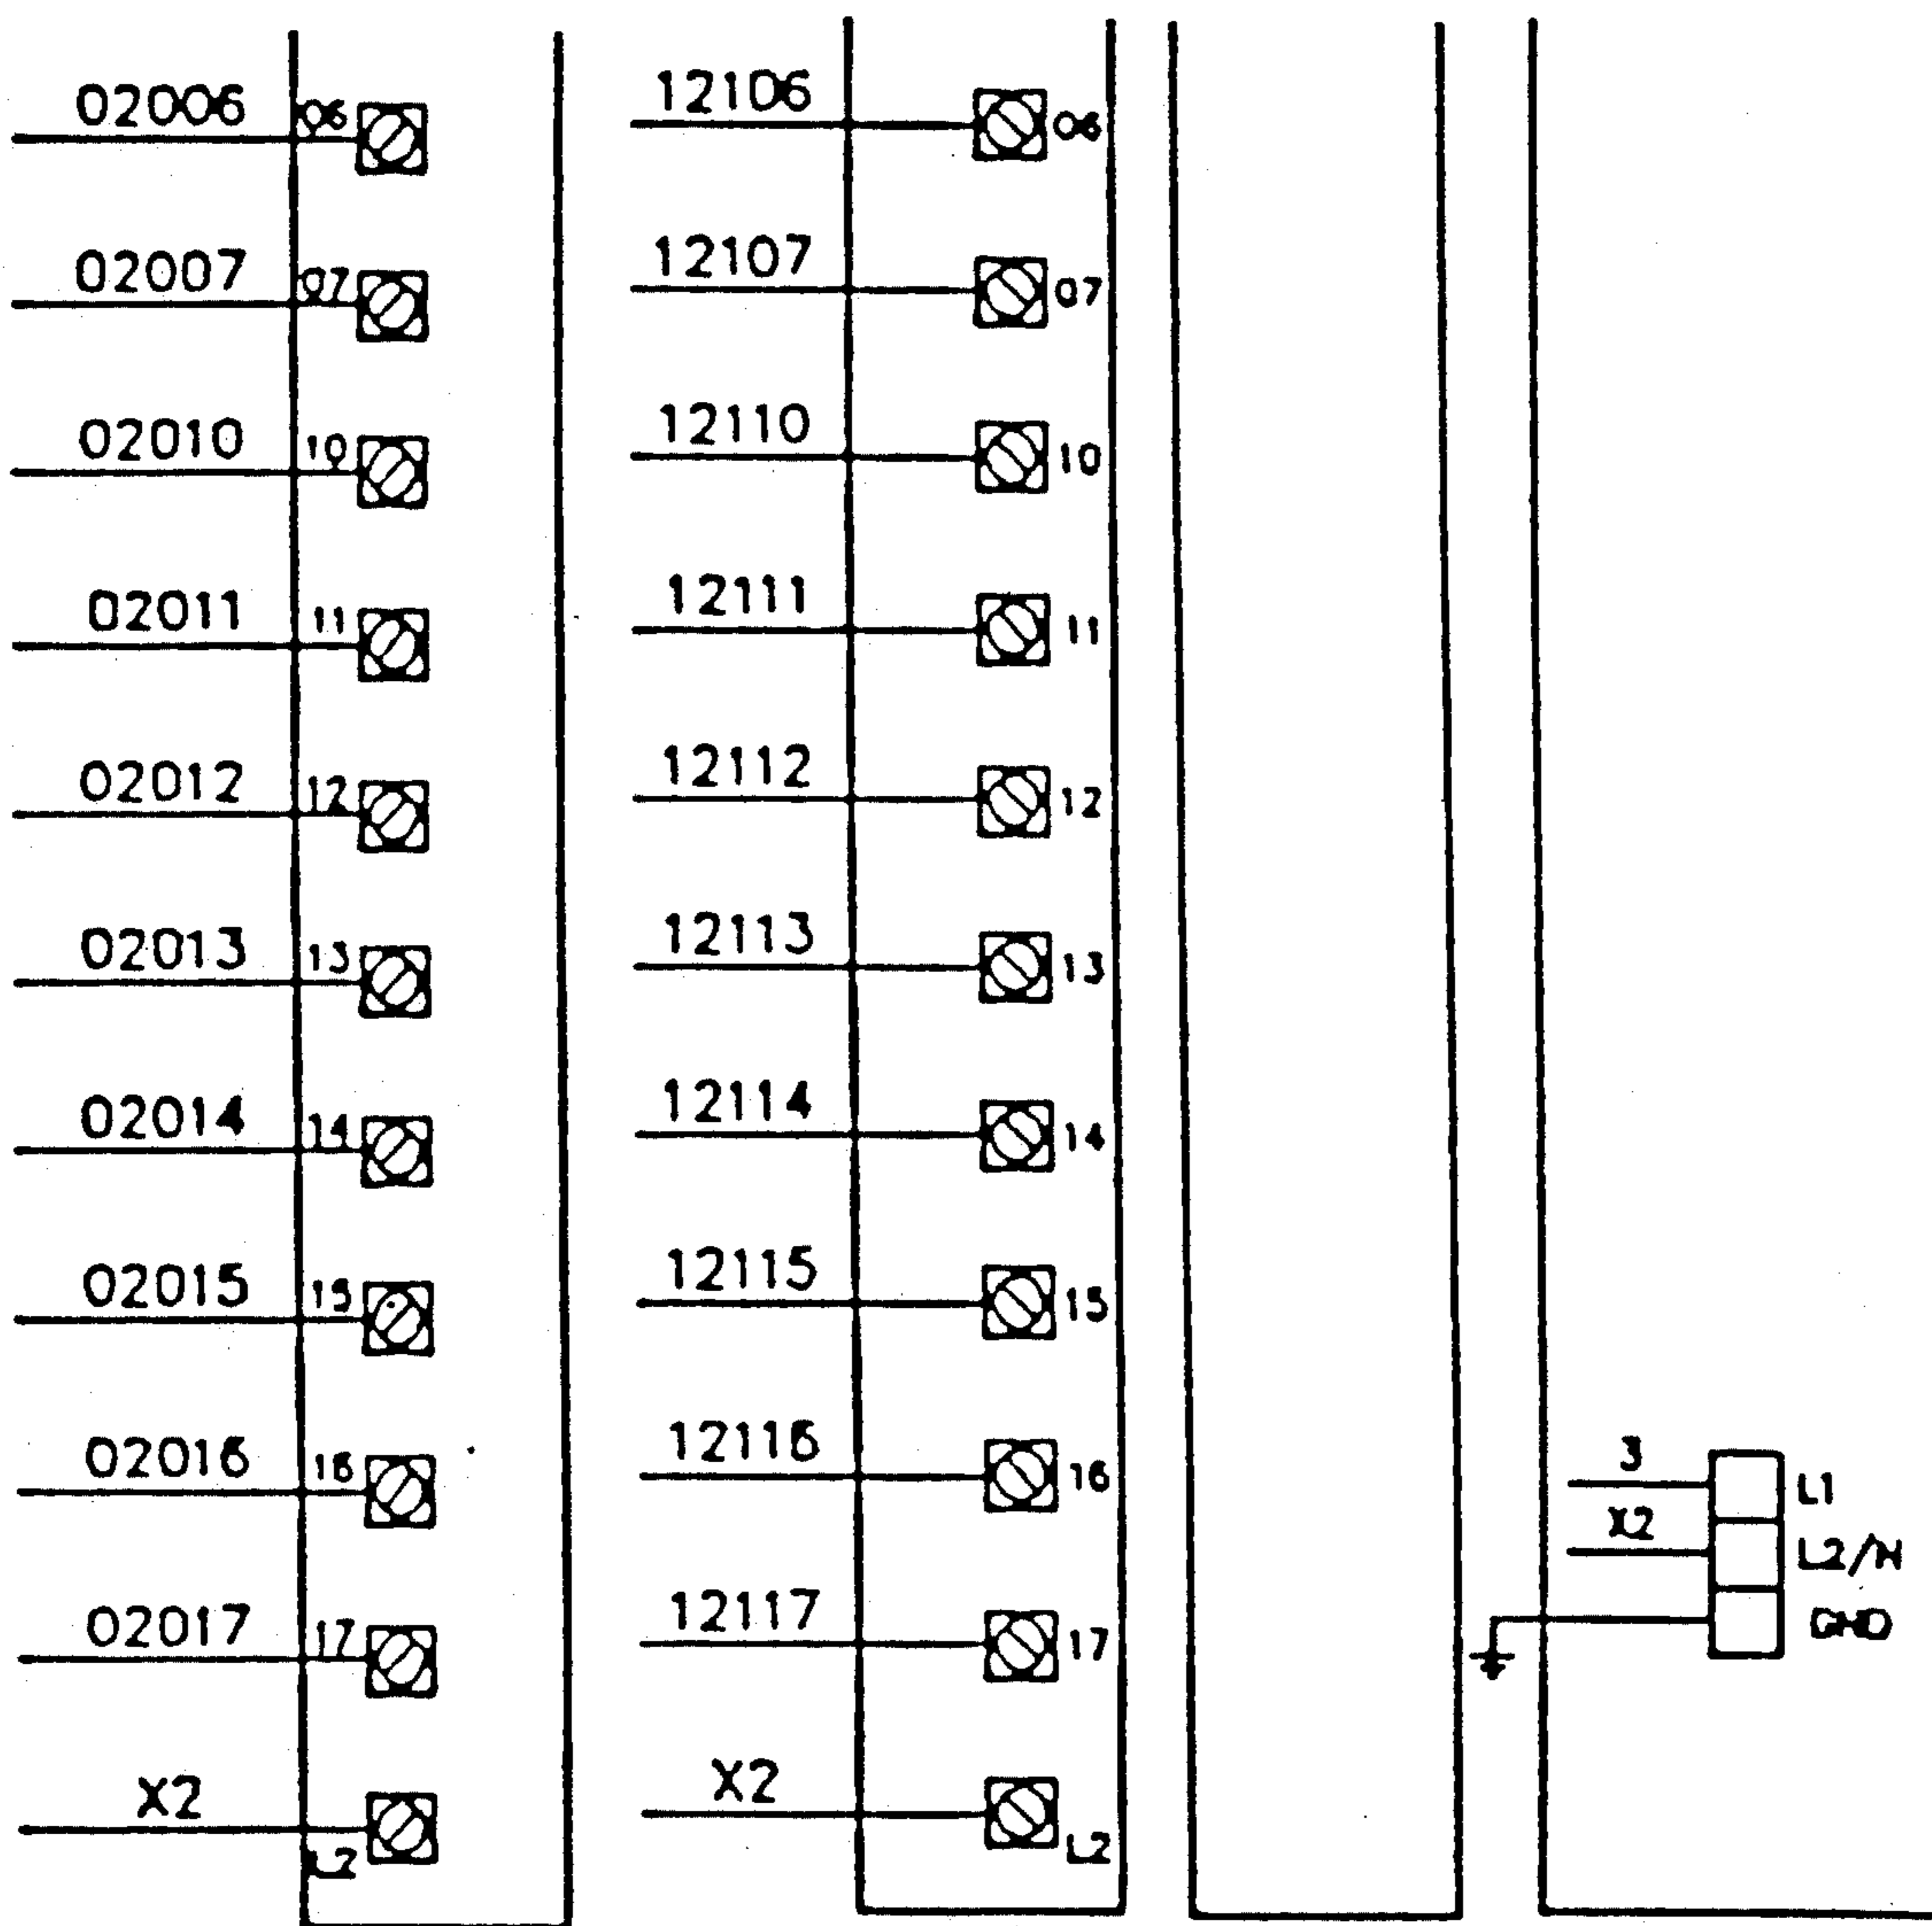 02006 06 12106 06
02007 07 12107 07
02010 10 12110 10
02011 11 12111 11
02012 12 12112 12
02013 13 12113 13
02014 14 12114 14
02015 15 12115 15
02016 16 12116 16
3 L1
X2 L2/N
02017 17 12117 17
GND
X2 L2 X2 L2